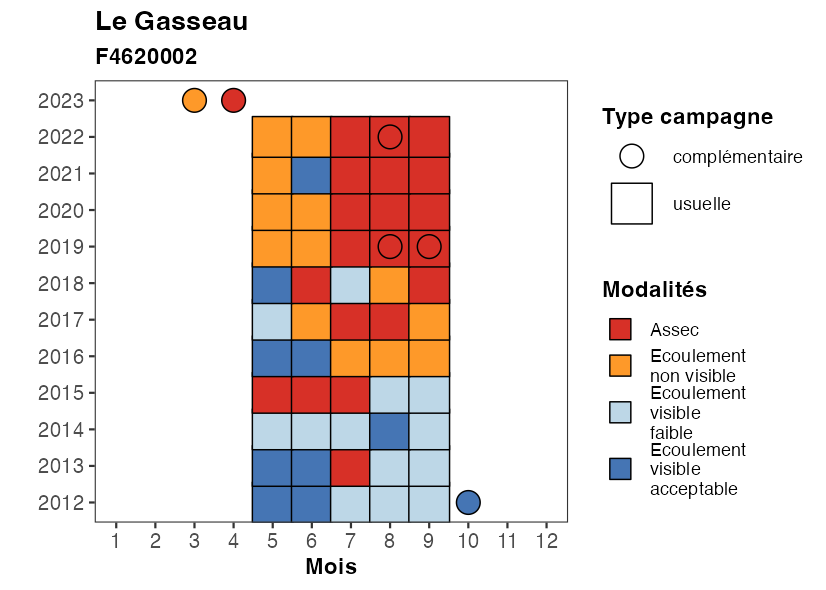 Le Gasseau
F4620002
2023
2022
2021
2020
2019
2018
2017
2016
2015
2014
2013
2012
1 2 3 4 5 6 7 8 9 10 11 12
Mois
Type campagne
complémentaire
usuelle
Modalités
Assec
Ecoulement
non visible
Ecoulement
visible
faible
Ecoulement
visible
acceptable